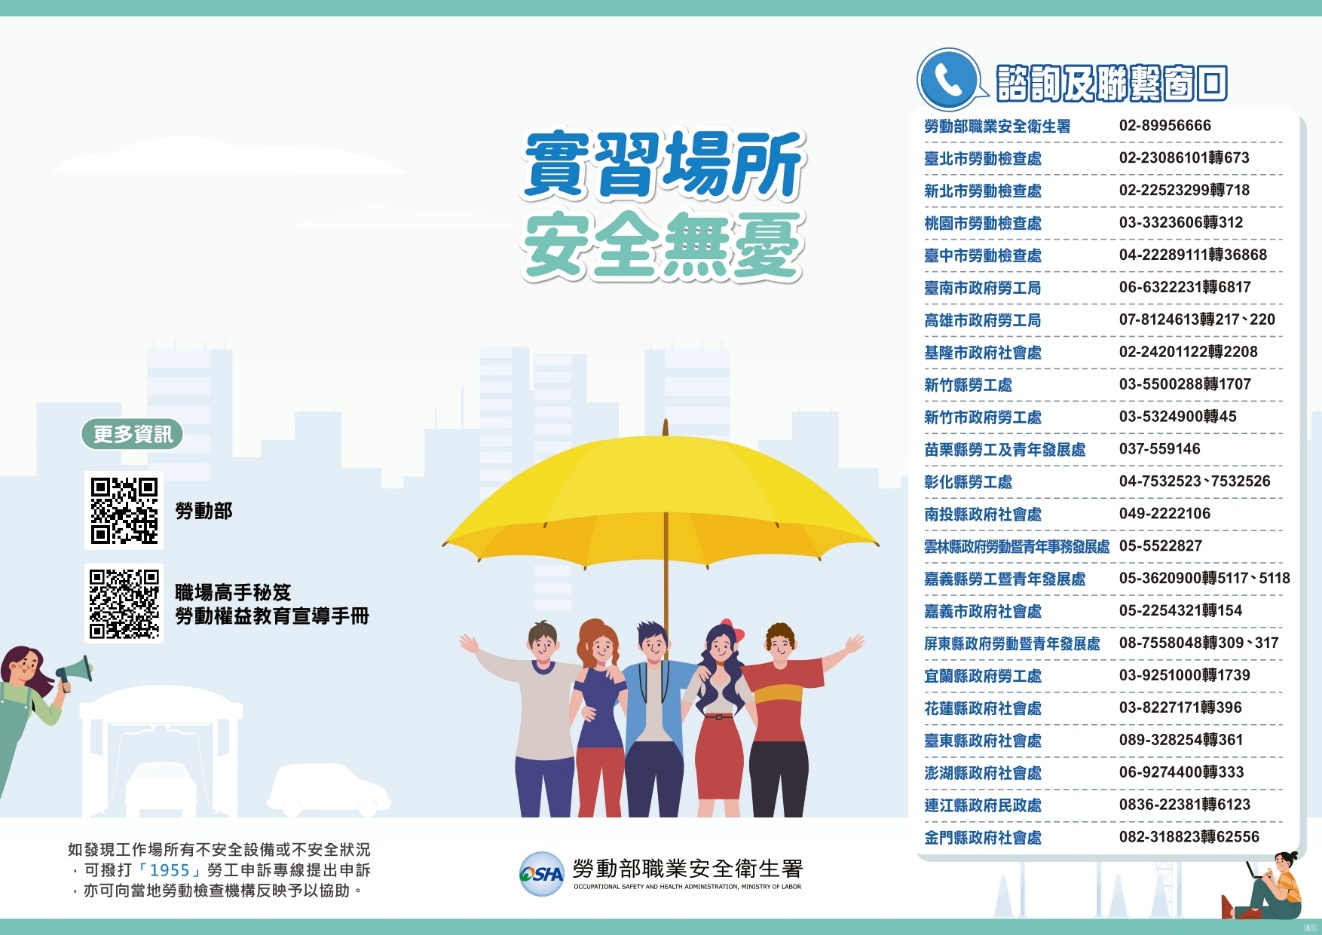 實習場所
安全無憂
更多資訊
勞動部
職場高手秘笈
勞動權益教育宣導手冊
如發現工作場所有不安全設備或不安全狀況
，可撥打「1955」勞工申訴專線提出申訴
，亦可向當地勞動檢查機構反映予以協助。
OSHA
勞動部職業安全衛生署
OCCUPATIONAL SAFETY AND HEALTH ADMINISTRATION, MINISTRY OF LABOR
諮詢及聯繫窗口
勞動部職業安全衛生署 02-89956666
臺北市勞動檢查處 02-23086101轉673
新北市勞動檢查處 02-22523299轉718
桃園市勞動檢查處 03-3323606轉312
臺中市勞動檢查處 04-22289111轉36868
臺南市政府勞工局 06-6322231轉6817
高雄市政府勞工局 07-8124613轉217、220
基隆市政府社會處 02-24201122轉2208
新竹縣勞工處 03-5500288轉1707
新竹市政府勞工處 03-5324900轉45
苗栗縣勞工及青年發展處 037-559146
彰化縣勞工處 04-7532523、7532526
南投縣政府社會處 049-2222106
雲林縣政府勞動暨青年事務發展處 05-5522827
嘉義縣勞工暨青年發展處 05-3620900轉5117、5118
嘉義市政府社會處 05-2254321轉154
屏東縣政府勞動暨青年發展處 08-7558048轉309、317
宜蘭縣政府勞工處 03-9251000轉1739
花蓮縣政府社會處 03-8227171轉396
臺東縣政府社會處 089-328254轉361
澎湖縣政府社會處 06-9274400轉333
連江縣政府民政處 0836-22381轉6123
金門縣政府社會處 082-318823轉62556